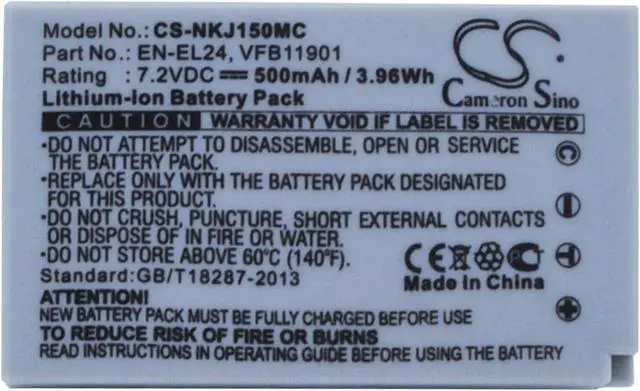 Model No.: CS-NKJ150MC
Part No.: EN-EL24, VFB11901
Rating : 7.2VDC 500mAh / 3.96Wh
Lithium-Ion Battery Pack
CS
Cameron Sino
CAUTION WARRANTY VOID IF LABEL IS REMOVED
•DO NOT ATTEMPT TO DISASSEMBLE, OPEN OR SERVICE
THE BATTERY PACK.
•REPLACE ONLY WITH THE BATTERY PACK DESIGNATED
FOR THIS PRODUCT.
•DO NOT CRUSH, PUNCTURE, SHORT EXTERNAL CONTACTS
OR DISPOSE OF IN FIRE.
•DO NOT STORE ABOVE 60°C (140°F).
Standard:GB/T18287-2013
CE
Made In China
ATTENTION!
NEW BATTERY PACK MUST BE FULLY CHARGED BEFORE FIRST USE
TO REDUCE RISK OF FIRE OR BURNS
READ INSTRUCTIONS OR USER MANUAL BEFORE USING THE BATTERY